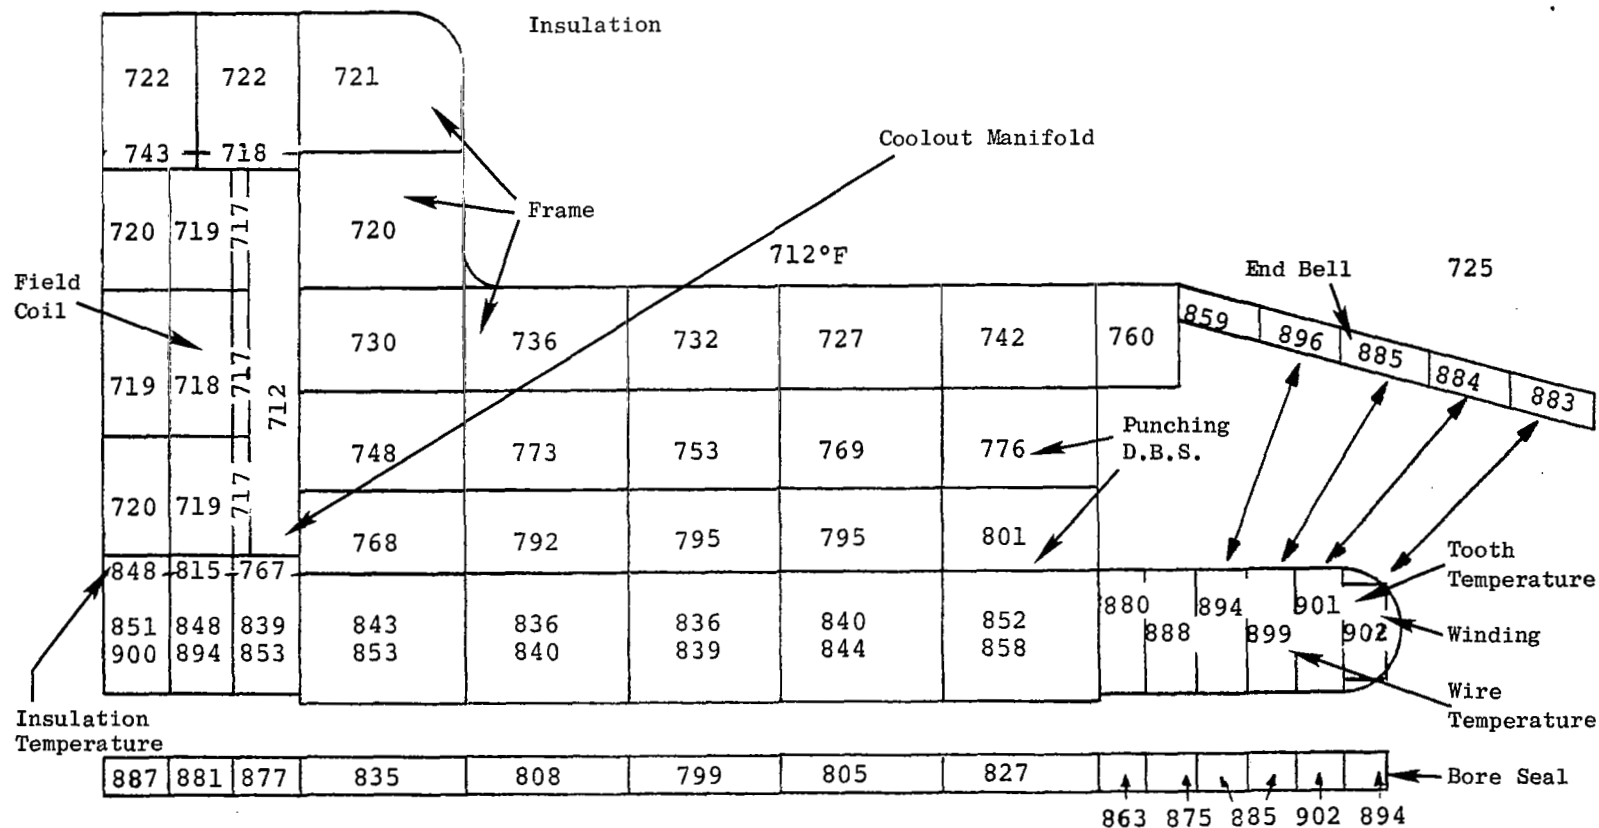 Insulation
722 722 721
Coolout Manifold
743 718
720 719 717 720
Frame
712°F
End Bell 725
Field
Coil
859 896 885 884 883
730 736 732 727 742 760
719 718 717 712
Punching
D.B.S.
748 773 753 769 776
720 719 717
768 792 795 795 801
Tooth
Temperature
848 815 767
880 894 901
851 848 839 843 836 836 840 852
888 899 902
Winding
900 894 853 853 840 839 844 858
Wire
Temperature
Insulation
Temperature
887 881 877 835 808 799 805 827
Bore Seal
863 875 885 902 894